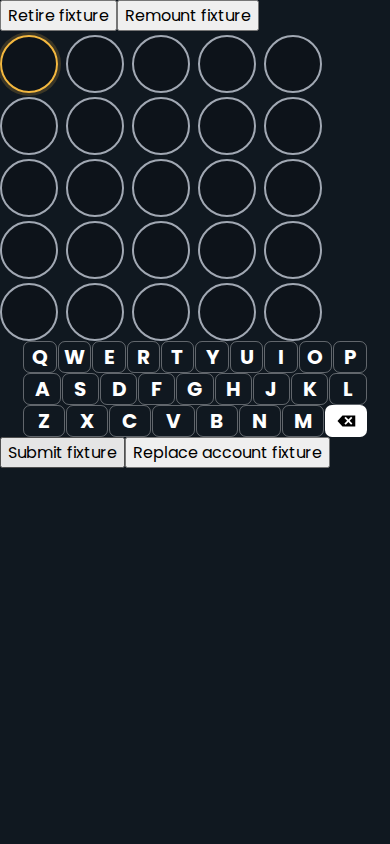 Retire fixture Remount fixture
Q W E R T Y U I O P
A S D F G H J K L
Z X C V B N M
Submit fixture Replace account fixture